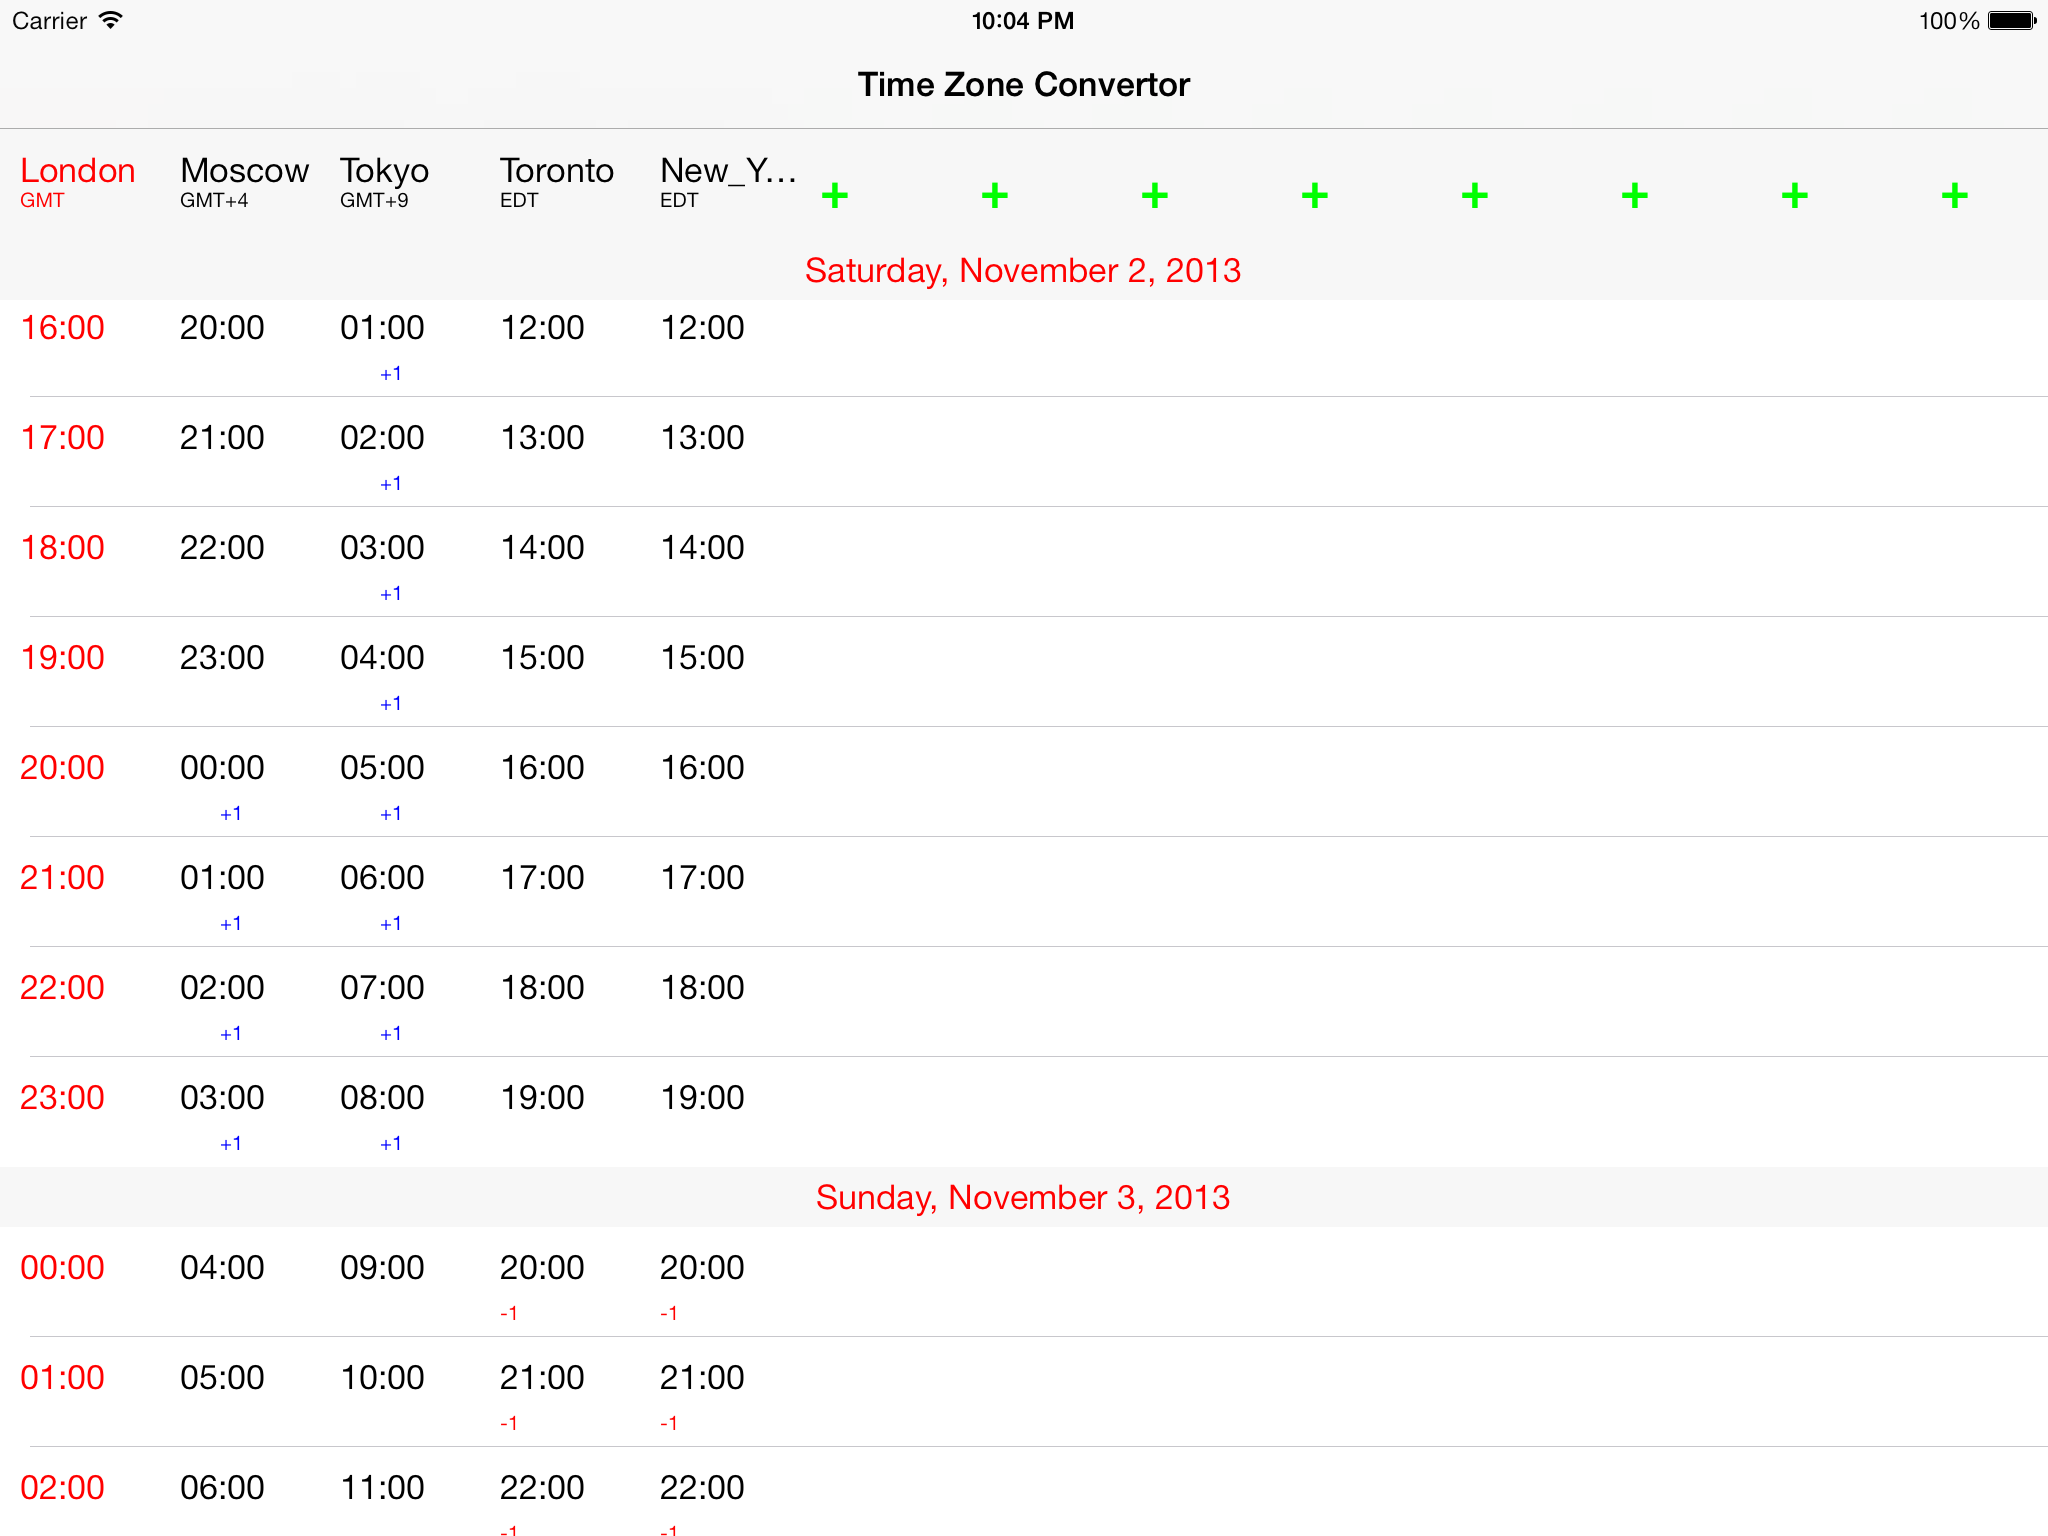 Carrier 10:04 PM 100%
Time Zone Convertor
London Moscow Tokyo Toronto New_Y...
GMT GMT+4 GMT+9 EDT EDT + + + + + + + +
Saturday, November 2, 2013
16:00 20:00 01:00 12:00 12:00
+1
17:00 21:00 02:00 13:00 13:00
+1
18:00 22:00 03:00 14:00 14:00
+1
19:00 23:00 04:00 15:00 15:00
+1
20:00 00:00 05:00 16:00 16:00
+1 +1
21:00 01:00 06:00 17:00 17:00
+1 +1
22:00 02:00 07:00 18:00 18:00
+1 +1
23:00 03:00 08:00 19:00 19:00
+1 +1
Sunday, November 3, 2013
00:00 04:00 09:00 20:00 20:00
-1 -1
01:00 05:00 10:00 21:00 21:00
-1 -1
02:00 06:00 11:00 22:00 22:00
-1 -1